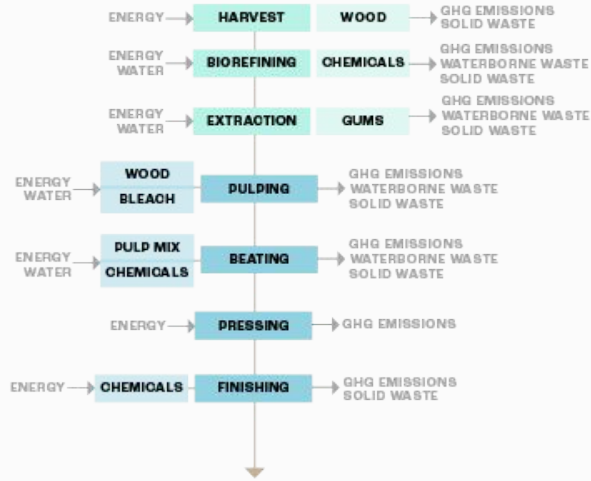 ENERGY HARVEST WOOD GHG EMISSIONS
SOLID WASTE
ENERGY
WATER BIOREFINING CHEMICALS GHG EMISSIONS
WATERBORNE WASTE
SOLID WASTE
ENERGY
WATER EXTRACTION GUMS GHG EMISSIONS
WATERBORNE WASTE
SOLID WASTE
ENERGY
WATER WOOD
BLEACH PULPING GHG EMISSIONS
WATERBORNE WASTE
SOLID WASTE
ENERGY
WATER PULP MIX
CHEMICALS BEATING GHG EMISSIONS
WATERBORNE WASTE
SOLID WASTE
ENERGY PRESSING GHG EMISSIONS
ENERGY CHEMICALS FINISHING GHG EMISSIONS
SOLID WASTE